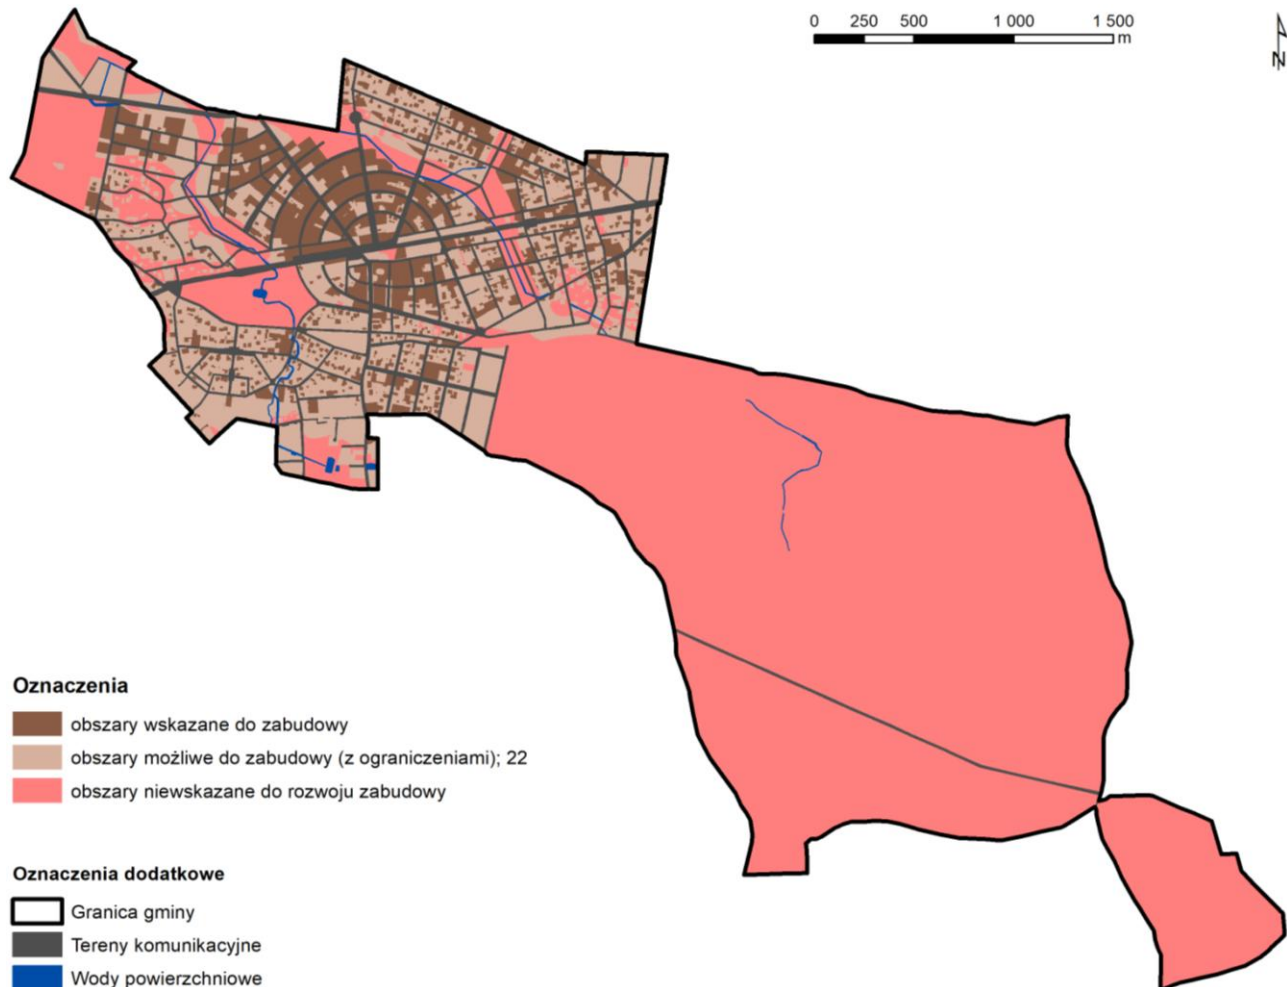 0 250 500 1 000 1 500
m
N
Oznaczenia
obszary wskazane do zabudowy
obszary możliwe do zabudowy (z ograniczeniami); 22
obszary niewskazane do rozwoju zabudowy
Oznaczenia dodatkowe
Granica gminy
Tereny komunikacyjne
Wody powierzchniowe